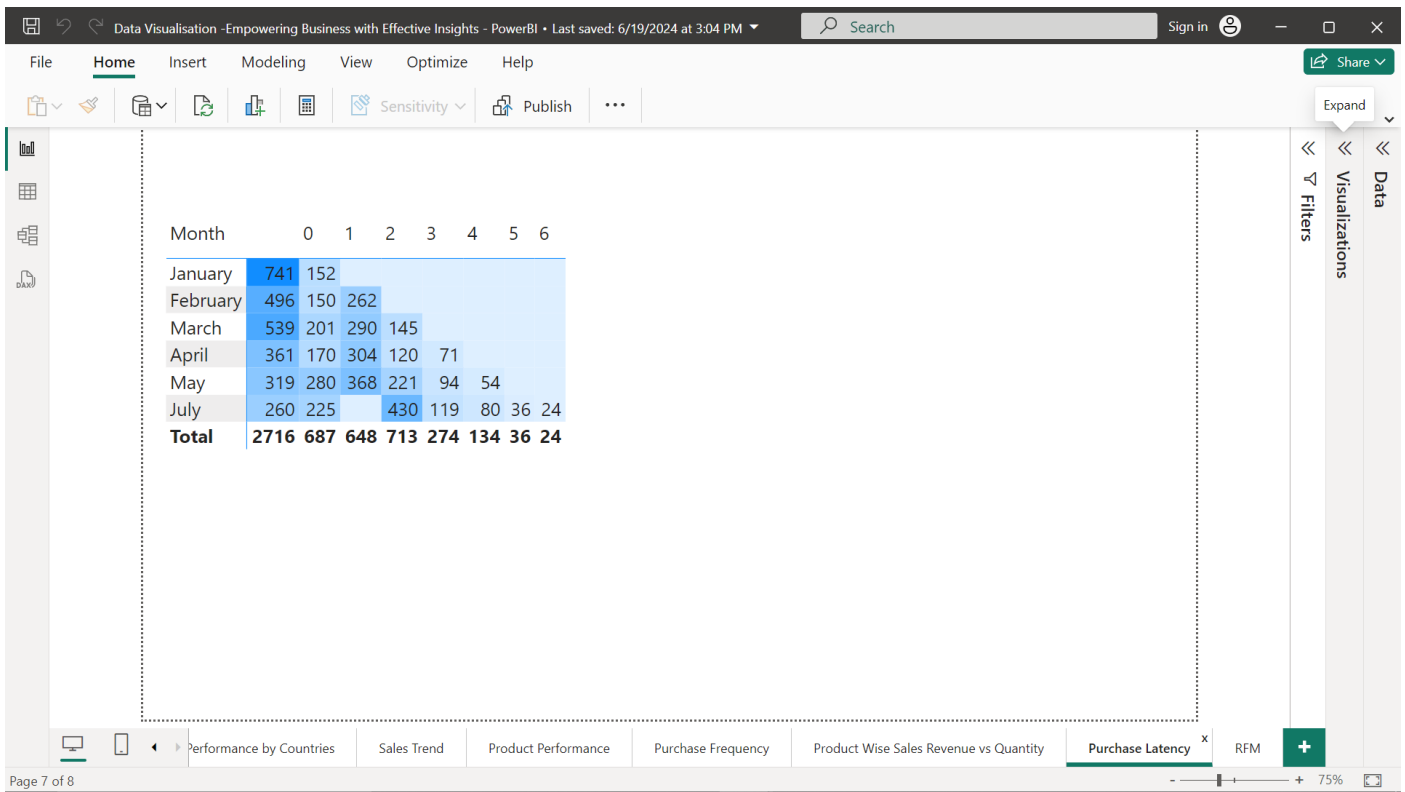 Data Visualisation -Empowering Business with Effective Insights - PowerBI • Last saved: 6/19/2024 at 3:04 PM
Search
Sign in
File Home Insert Modeling View Optimize Help
Share
Sensitivity
Publish
Expand
DAX
Filters
Visualizations
Data
Month 0 1 2 3 4 5 6
January 741 152
February 496 150 262
March 539 201 290 145
April 361 170 304 120 71
May 319 280 368 221 94 54
July 260 225 430 119 80 36 24
Total 2716 687 648 713 274 134 36 24
Performance by Countries
Sales Trend
Product Performance
Purchase Frequency
Product Wise Sales Revenue vs Quantity
Purchase Latency x
RFM
+
Page 7 of 8
- + 75%